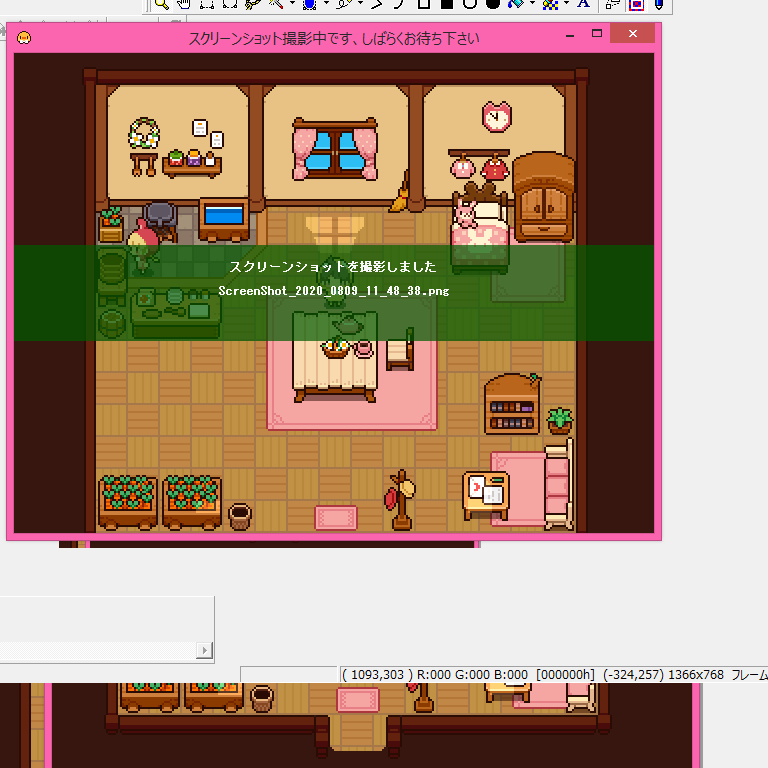 スクリーンショット撮影中です、しばらくお待ち下さい
スクリーンショットを撮影しました
ScreenShot_2020_0809_11_48_38.png
( 1093,303 ) R:000 G:000 B:000 [000000h] (-324,257) 1366x768 フレーム